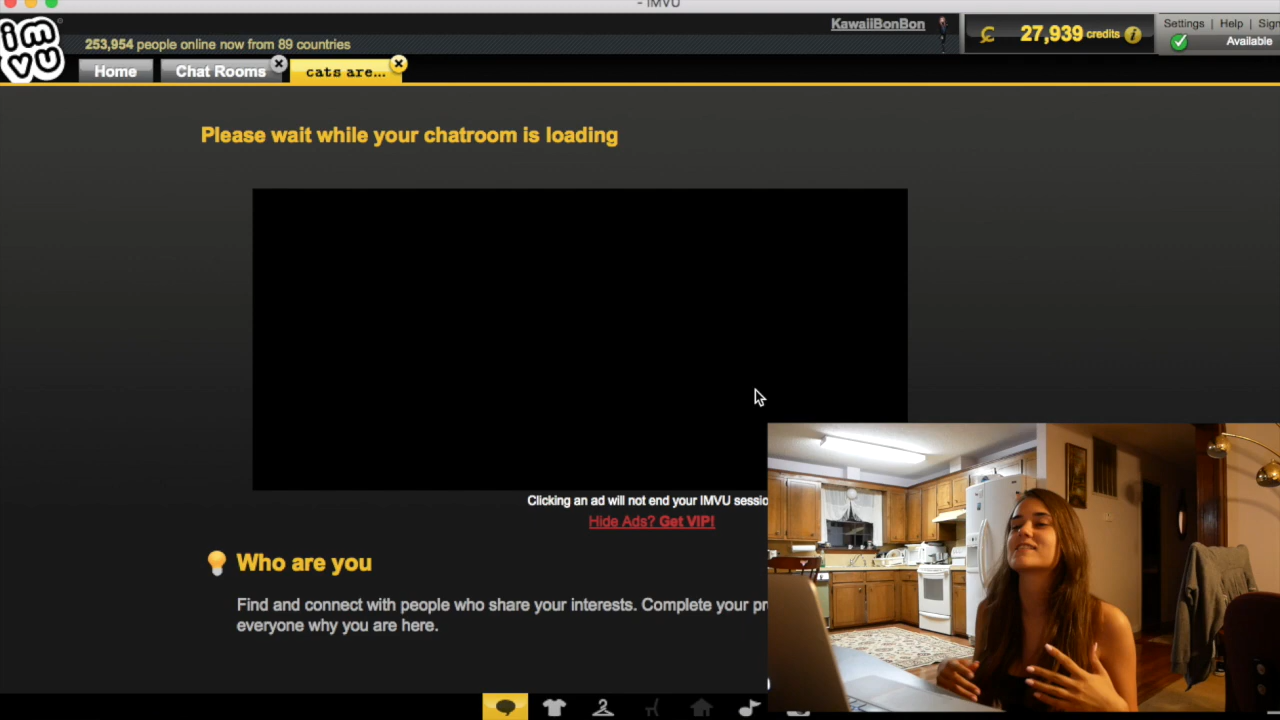 - IMVU
imvu
KawaiiBonBon
27,939 credits
Settings | Help | Sign
253,954 people online now from 89 countries
Available
Home
Chat Rooms
cats are...
Please wait while your chatroom is loading
Clicking an ad will not end your IMVU sessio
Hide Ads? Get VIP!
Who are you
Find and connect with people who share your interests. Complete your pr
everyone why you are here.